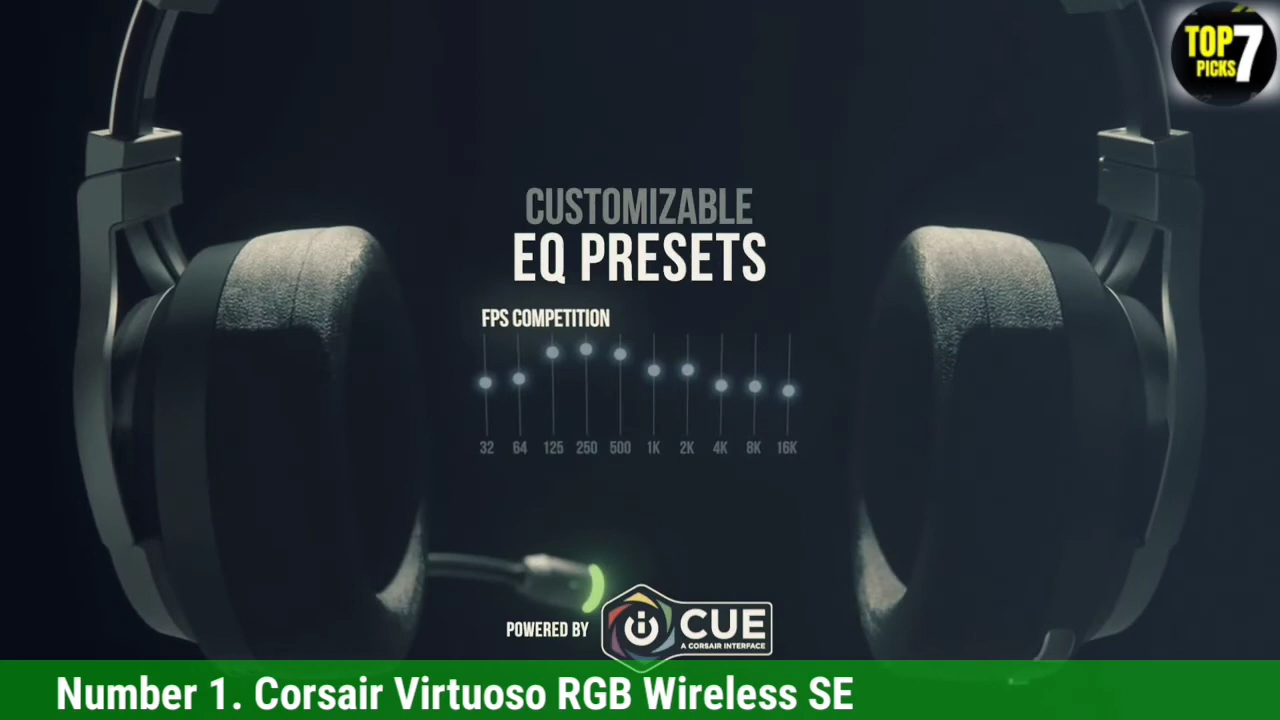 TOP 7
PICKS
CUSTOMIZABLE
EQ PRESETS
FPS COMPETITION
32 64 125 250 500 1K 2K 4K 8K 16K
POWERED BY
iCUE
A CORSAIR INTERFACE
Number 1. Corsair Virtuoso RGB Wireless SE